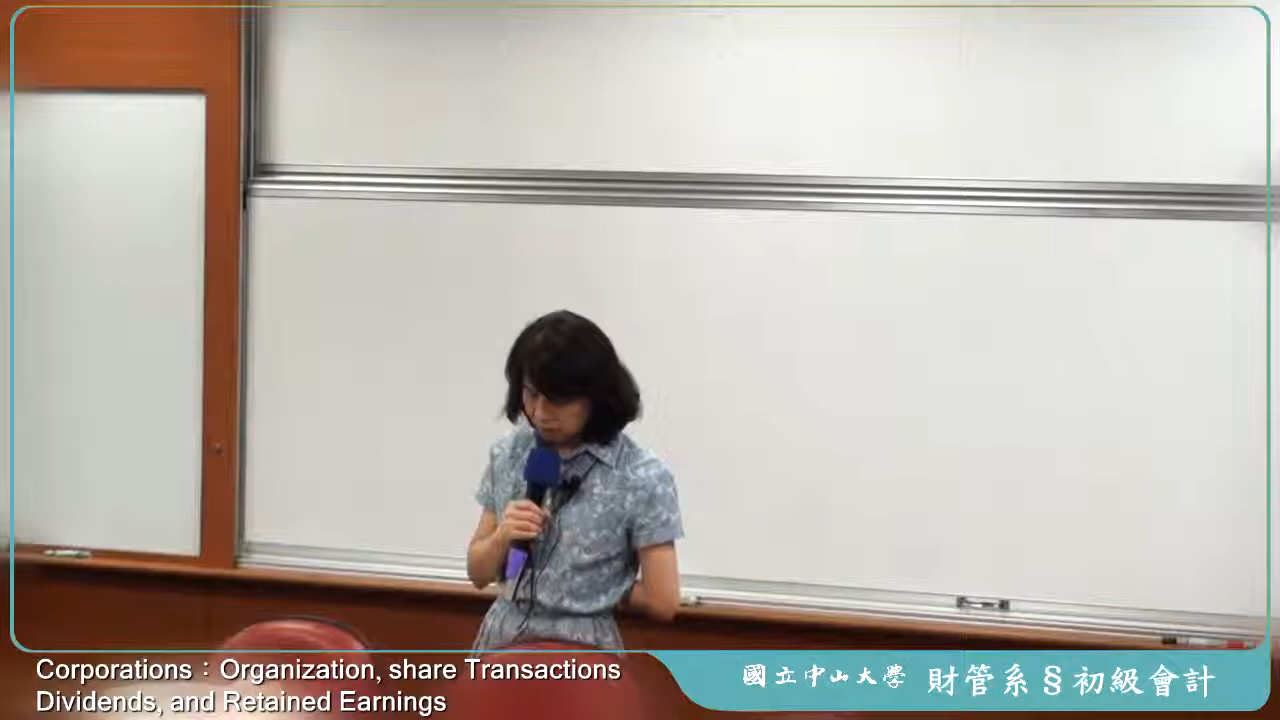 Corporations：Organization, share Transactions
Dividends, and Retained Earnings
國立中山大學 財管系§初級會計